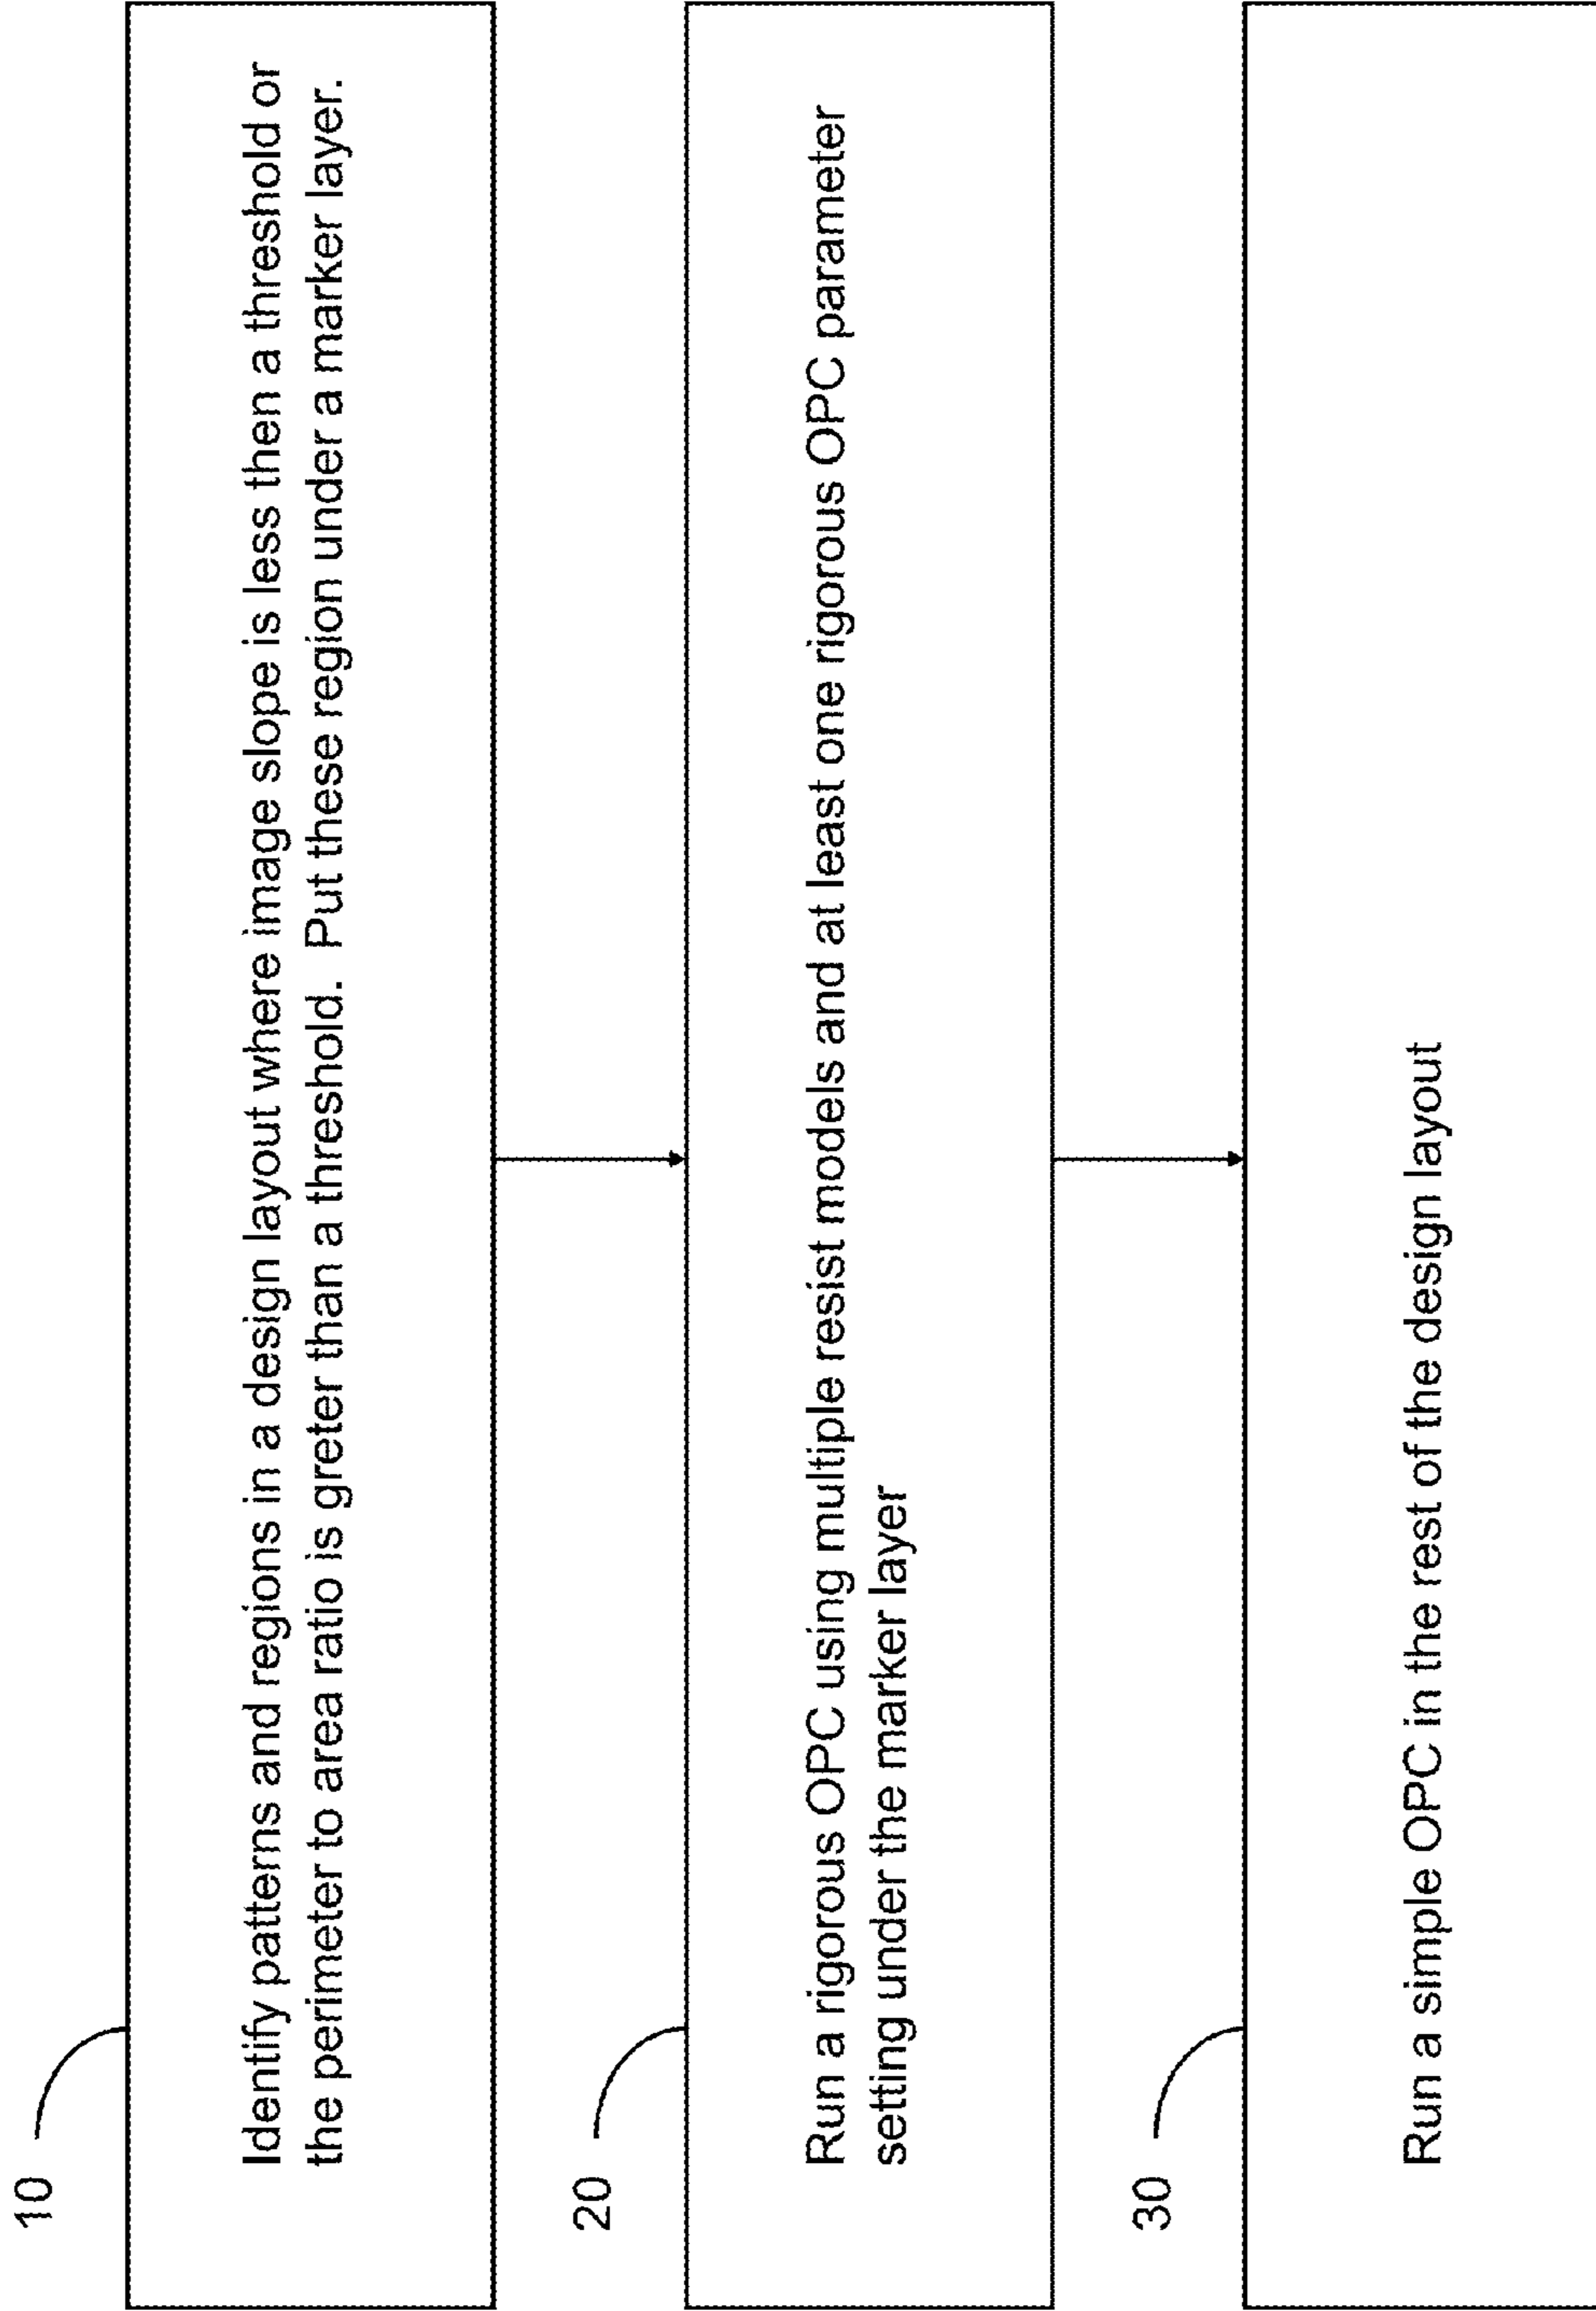 10
Identify patterns and regions in a design layout where image slope is less then a threshold or
the perimeter to area ratio is greter than a threshold. Put these region under a marker layer.
20
Run a rigorous OPC using multiple resist models and at least one rigorous OPC parameter
setting under the marker layer
30
Run a simple OPC in the rest of the design layout